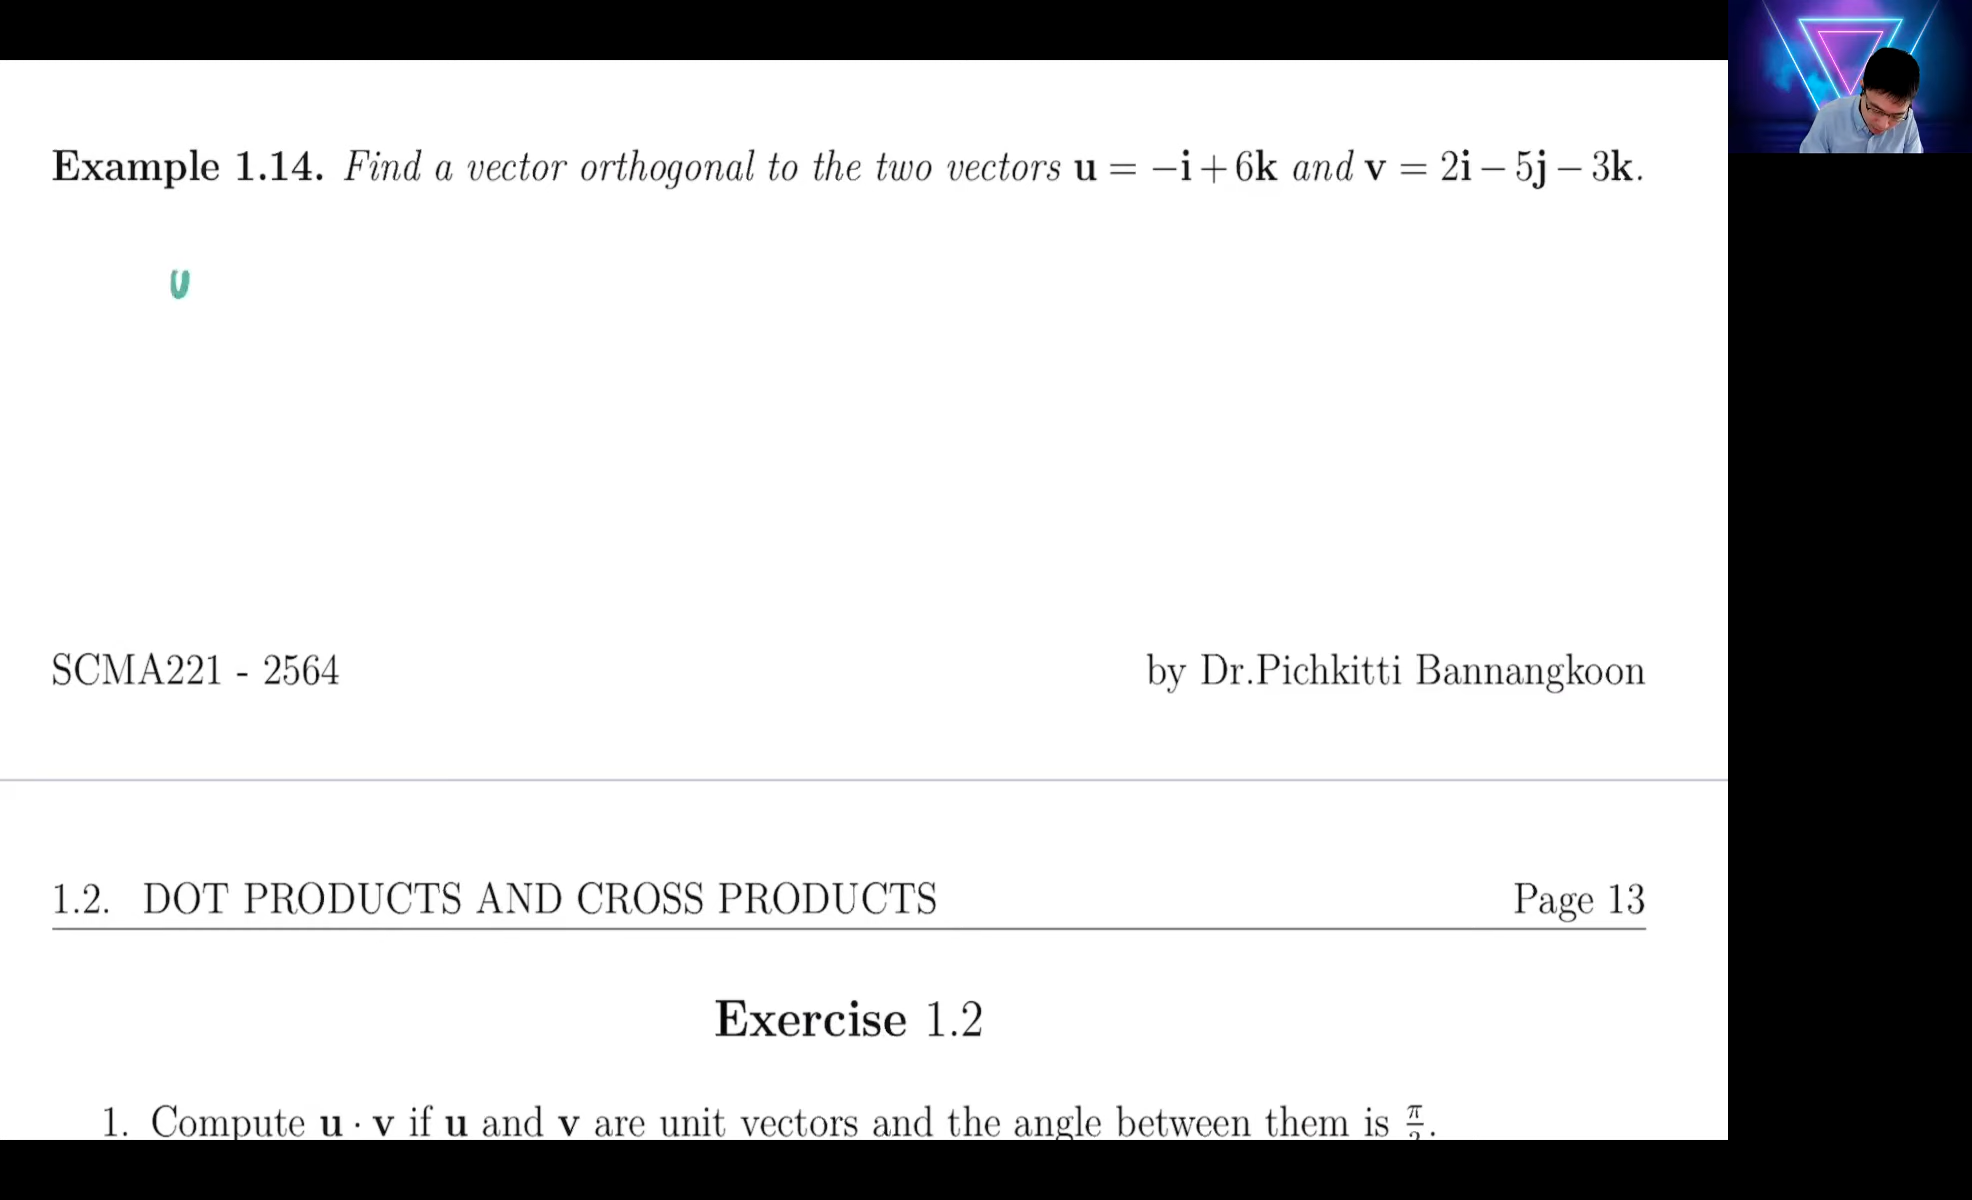 Example 1.14. Find a vector orthogonal to the two vectors u = −i + 6k and v = 2i − 5j − 3k.
u
SCMA221 - 2564 by Dr.Pichkitti Bannangkoon
1.2. DOT PRODUCTS AND CROSS PRODUCTS Page 13
Exercise 1.2
1. Compute u · v if u and v are unit vectors and the angle between them is